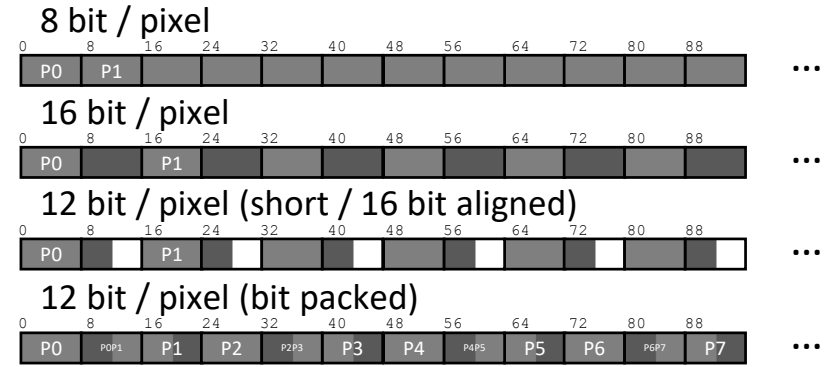 8 bit / pixel
0 8 16 24 32 40 48 56 64 72 80 88
P0 P1 ...
16 bit / pixel
0 8 16 24 32 40 48 56 64 72 80 88
P0 P1 ...
12 bit / pixel (short / 16 bit aligned)
0 8 16 24 32 40 48 56 64 72 80 88
P0 P1 ...
12 bit / pixel (bit packed)
0 8 16 24 32 40 48 56 64 72 80 88
P0 P0P1 P1 P2 P2P3 P3 P4 P4P5 P5 P6 P6P7 P7 ...